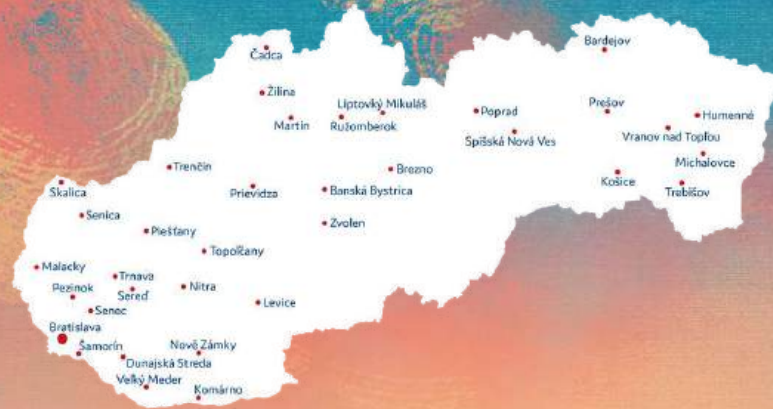 Bardejov
Čadca
Žilina
Liptovký Mikuláš
Martin
Ružomberok
Poprad
Prešov
Humenné
Spišská Nová Ves
Vranov nad Topľou
Michalovce
Trenčín
Brezno
Košice
Trebišov
Skalica
Prievidza
Banská Bystrica
Senica
Piešťany
Zvolen
Topoľčany
Malacky
Trnava
Pezinok
Sereď
Nitra
Senec
Levice
Bratislava
Šamorín
Nové Zámky
Dunajská Streda
Veľký Meder
Komárno